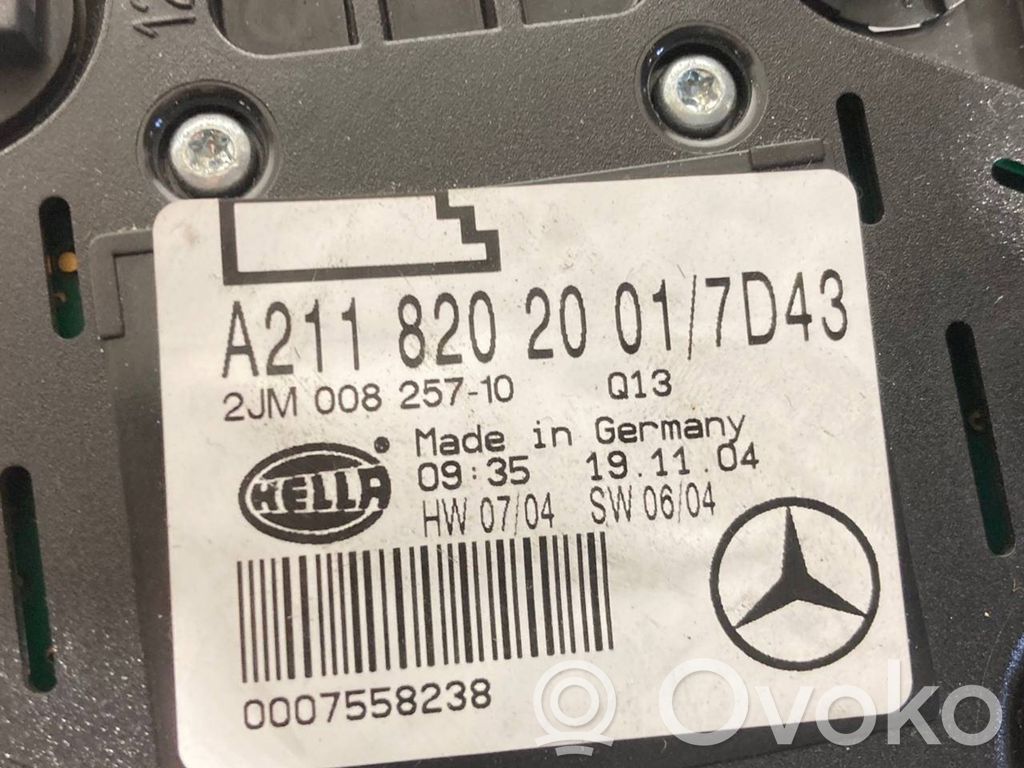 12
A211 820 20 01/7D43
2JM 008 257-10 Q13
HELLA ® Made in Germany
09:35 19.11.04
HW 07/04 SW 06/04
0007558238
Ovoko